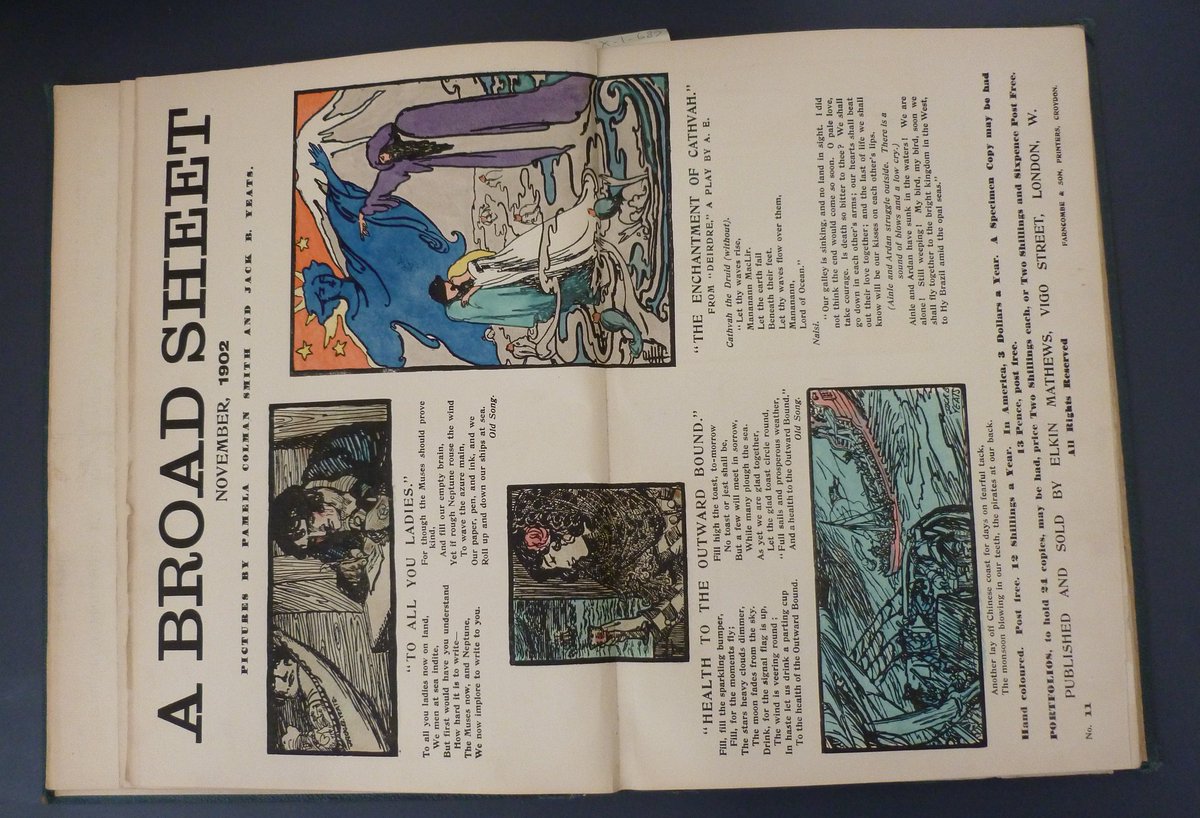 A BROAD SHEET
NOVEMBER, 1902
PICTURES BY PAMELA COLMAN SMITH AND JACK B. YEATS.
"TO ALL YOU LADIES."
To all you ladies now on land,
We men at sea indite,
But first would have you understand
How hard it is to write—
The Muses now, and Neptune,
We now implore to write to you.
For though the Muses should prove
kind,
And fill our empty brain,
Yet if rough Neptune rouse the wind
To wave the azure main,
Our paper, pen, and ink, and we
Roll up and down our ships at sea.
Old Song.
"HEALTH TO THE OUTWARD BOUND."
Fill, fill the sparkling bumper,
Fill, for the moments fly;
The stars heavy clouds dimmer,
The moon fades from the sky.
Drink, for the signal flag is up,
The wind is veering round;
In haste let us drink a parting cup
To the health of the Outward Bound.
Fill high the toast, to-morrow
No toast or jest shall be,
But a few will meet in sorrow,
While many plough the sea.
As yet we are glad together,
Let the glad toast circle round,
"Full sails and prosperous weather,
And a health to the Outward Bound."
Old Song.
JACK B
YEATS
Another lay off Chinese coast for days on fearful tack,
The monsoon blowing in our teeth, the pirates at our back.
"THE ENCHANTMENT OF CATHVAH."
FROM "DEIRDRE," A PLAY BY A. E.
Cathvah the Druid (without).
"Let thy waves rise,
Manannan MacLir.
Let the earth fail
Beneath their feet,
Let thy waves flow over them,
Manannan,
Lord of Ocean."
Naisi.
"Our galley is sinking, and no land in sight. I did
not think the end would come so soon. O pale love,
take courage. Is death so bitter to thee? We shall
go down in each other's arms; our hearts shall beat
out their love together; and the last of life we shall
know will be our kisses on each other's lips.
(Ainle and Ardan struggle outside. There is a
sound of blows and a low cry.)
Ainle and Ardan have sunk in the waters! We are
alone! Still weeping! My bird, my bird, soon we
shall fly together to the bright kingdom in the West,
to Hy Brazil amid the opal seas."
Hand coloured. Post free. 12 Shillings a Year. In America, 3 Dollars a Year. A Specimen Copy may be had
13 Pence, post free.
PORTFOLIOS, to hold 24 copies, may be had, price Two Shillings each, or Two Shillings and Sixpence Post Free.
PUBLISHED AND SOLD BY ELKIN MATHEWS, VIGO STREET, LONDON, W.
All Rights Reserved
No. 11
FARNCOMBE & SON, PRINTERS, CROYDON.